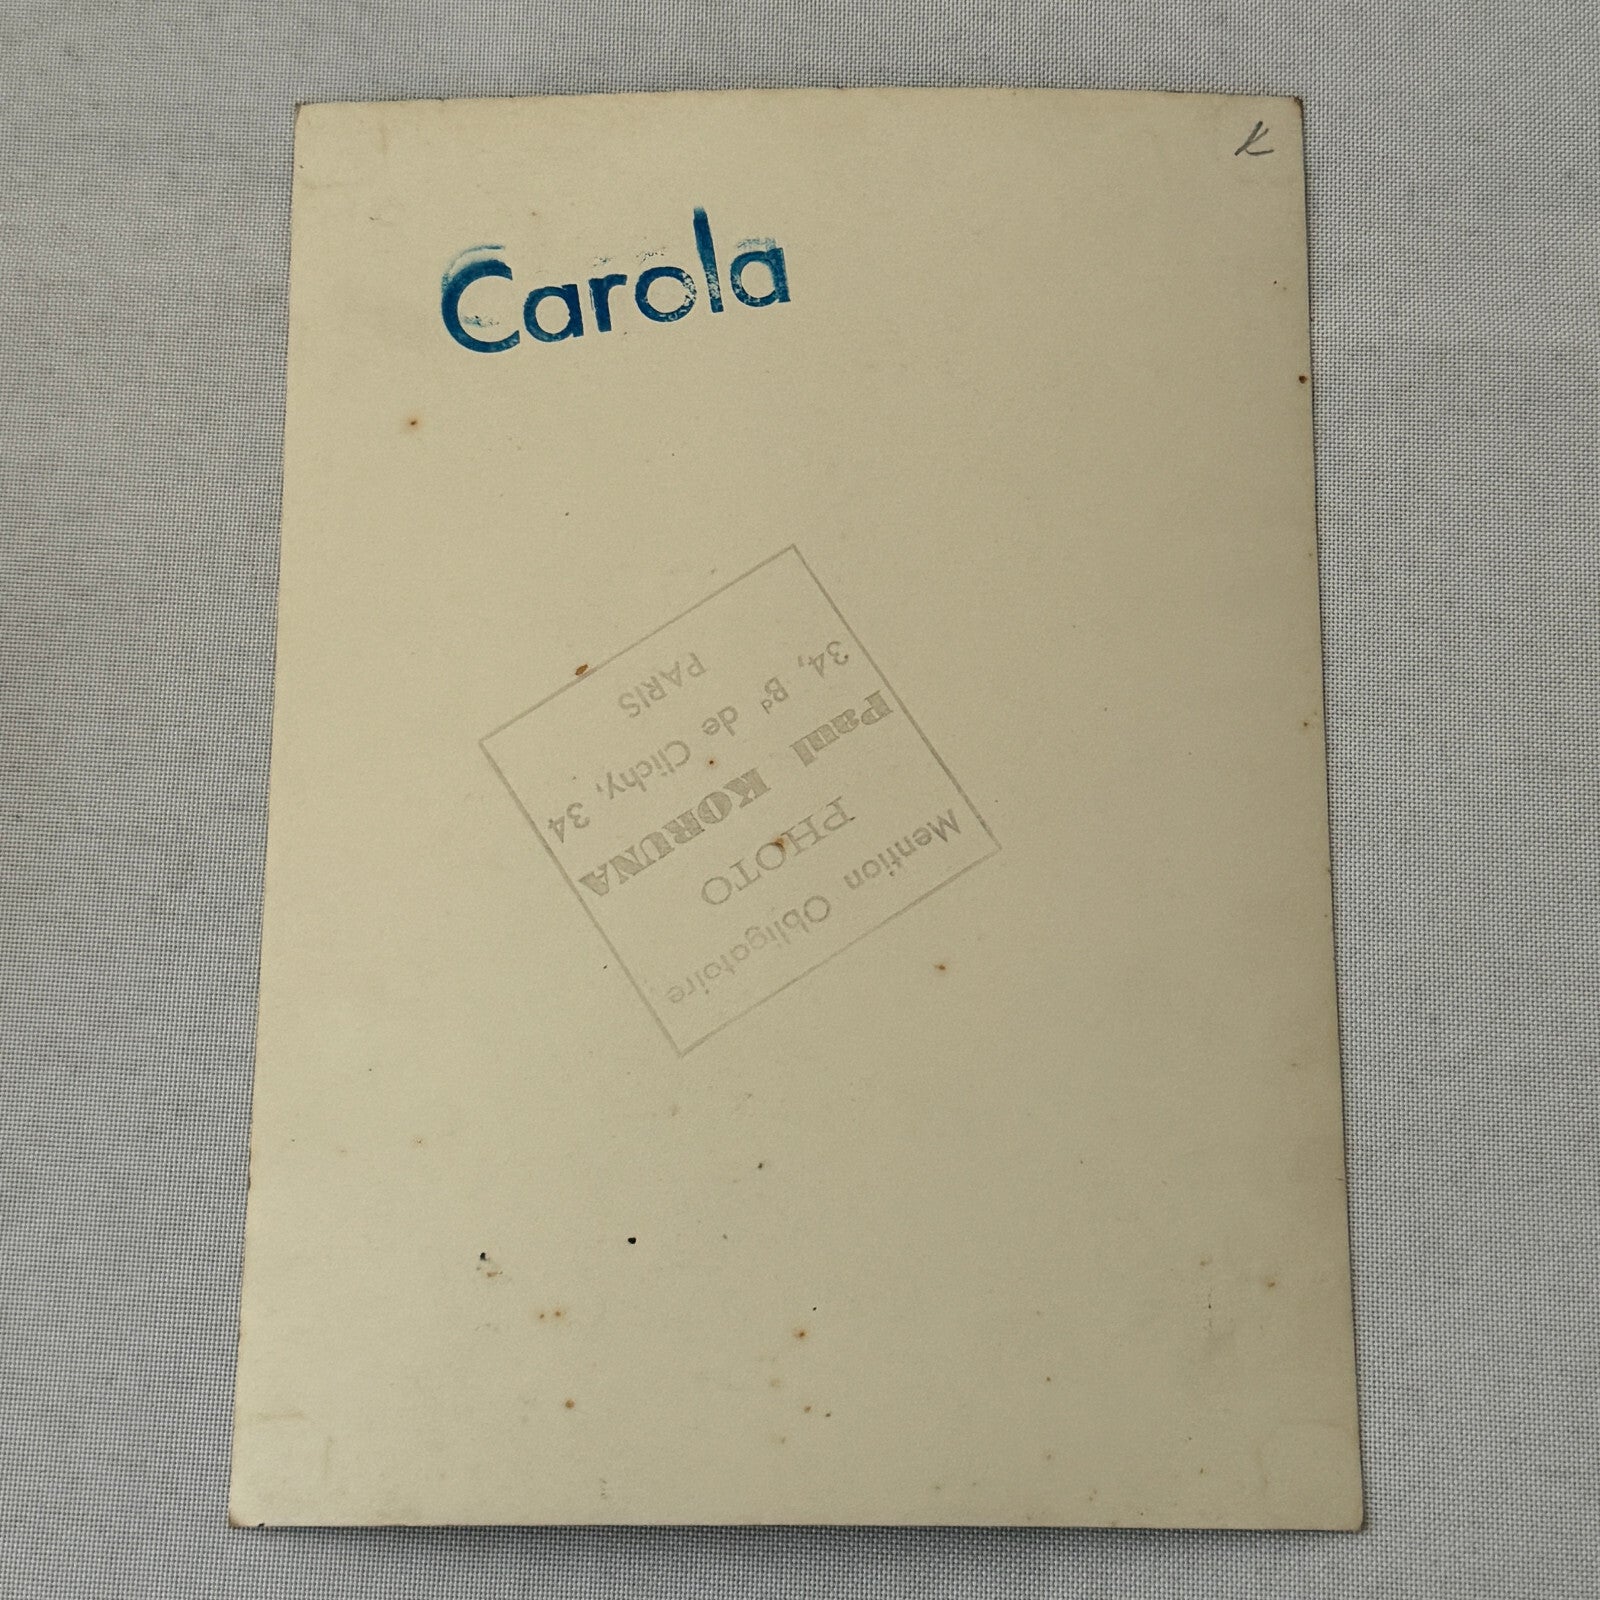 K
Carola
Mention Obligatoire
PHOTO
Paul KORUNA
34, Bd de Clichy, 34
PARIS